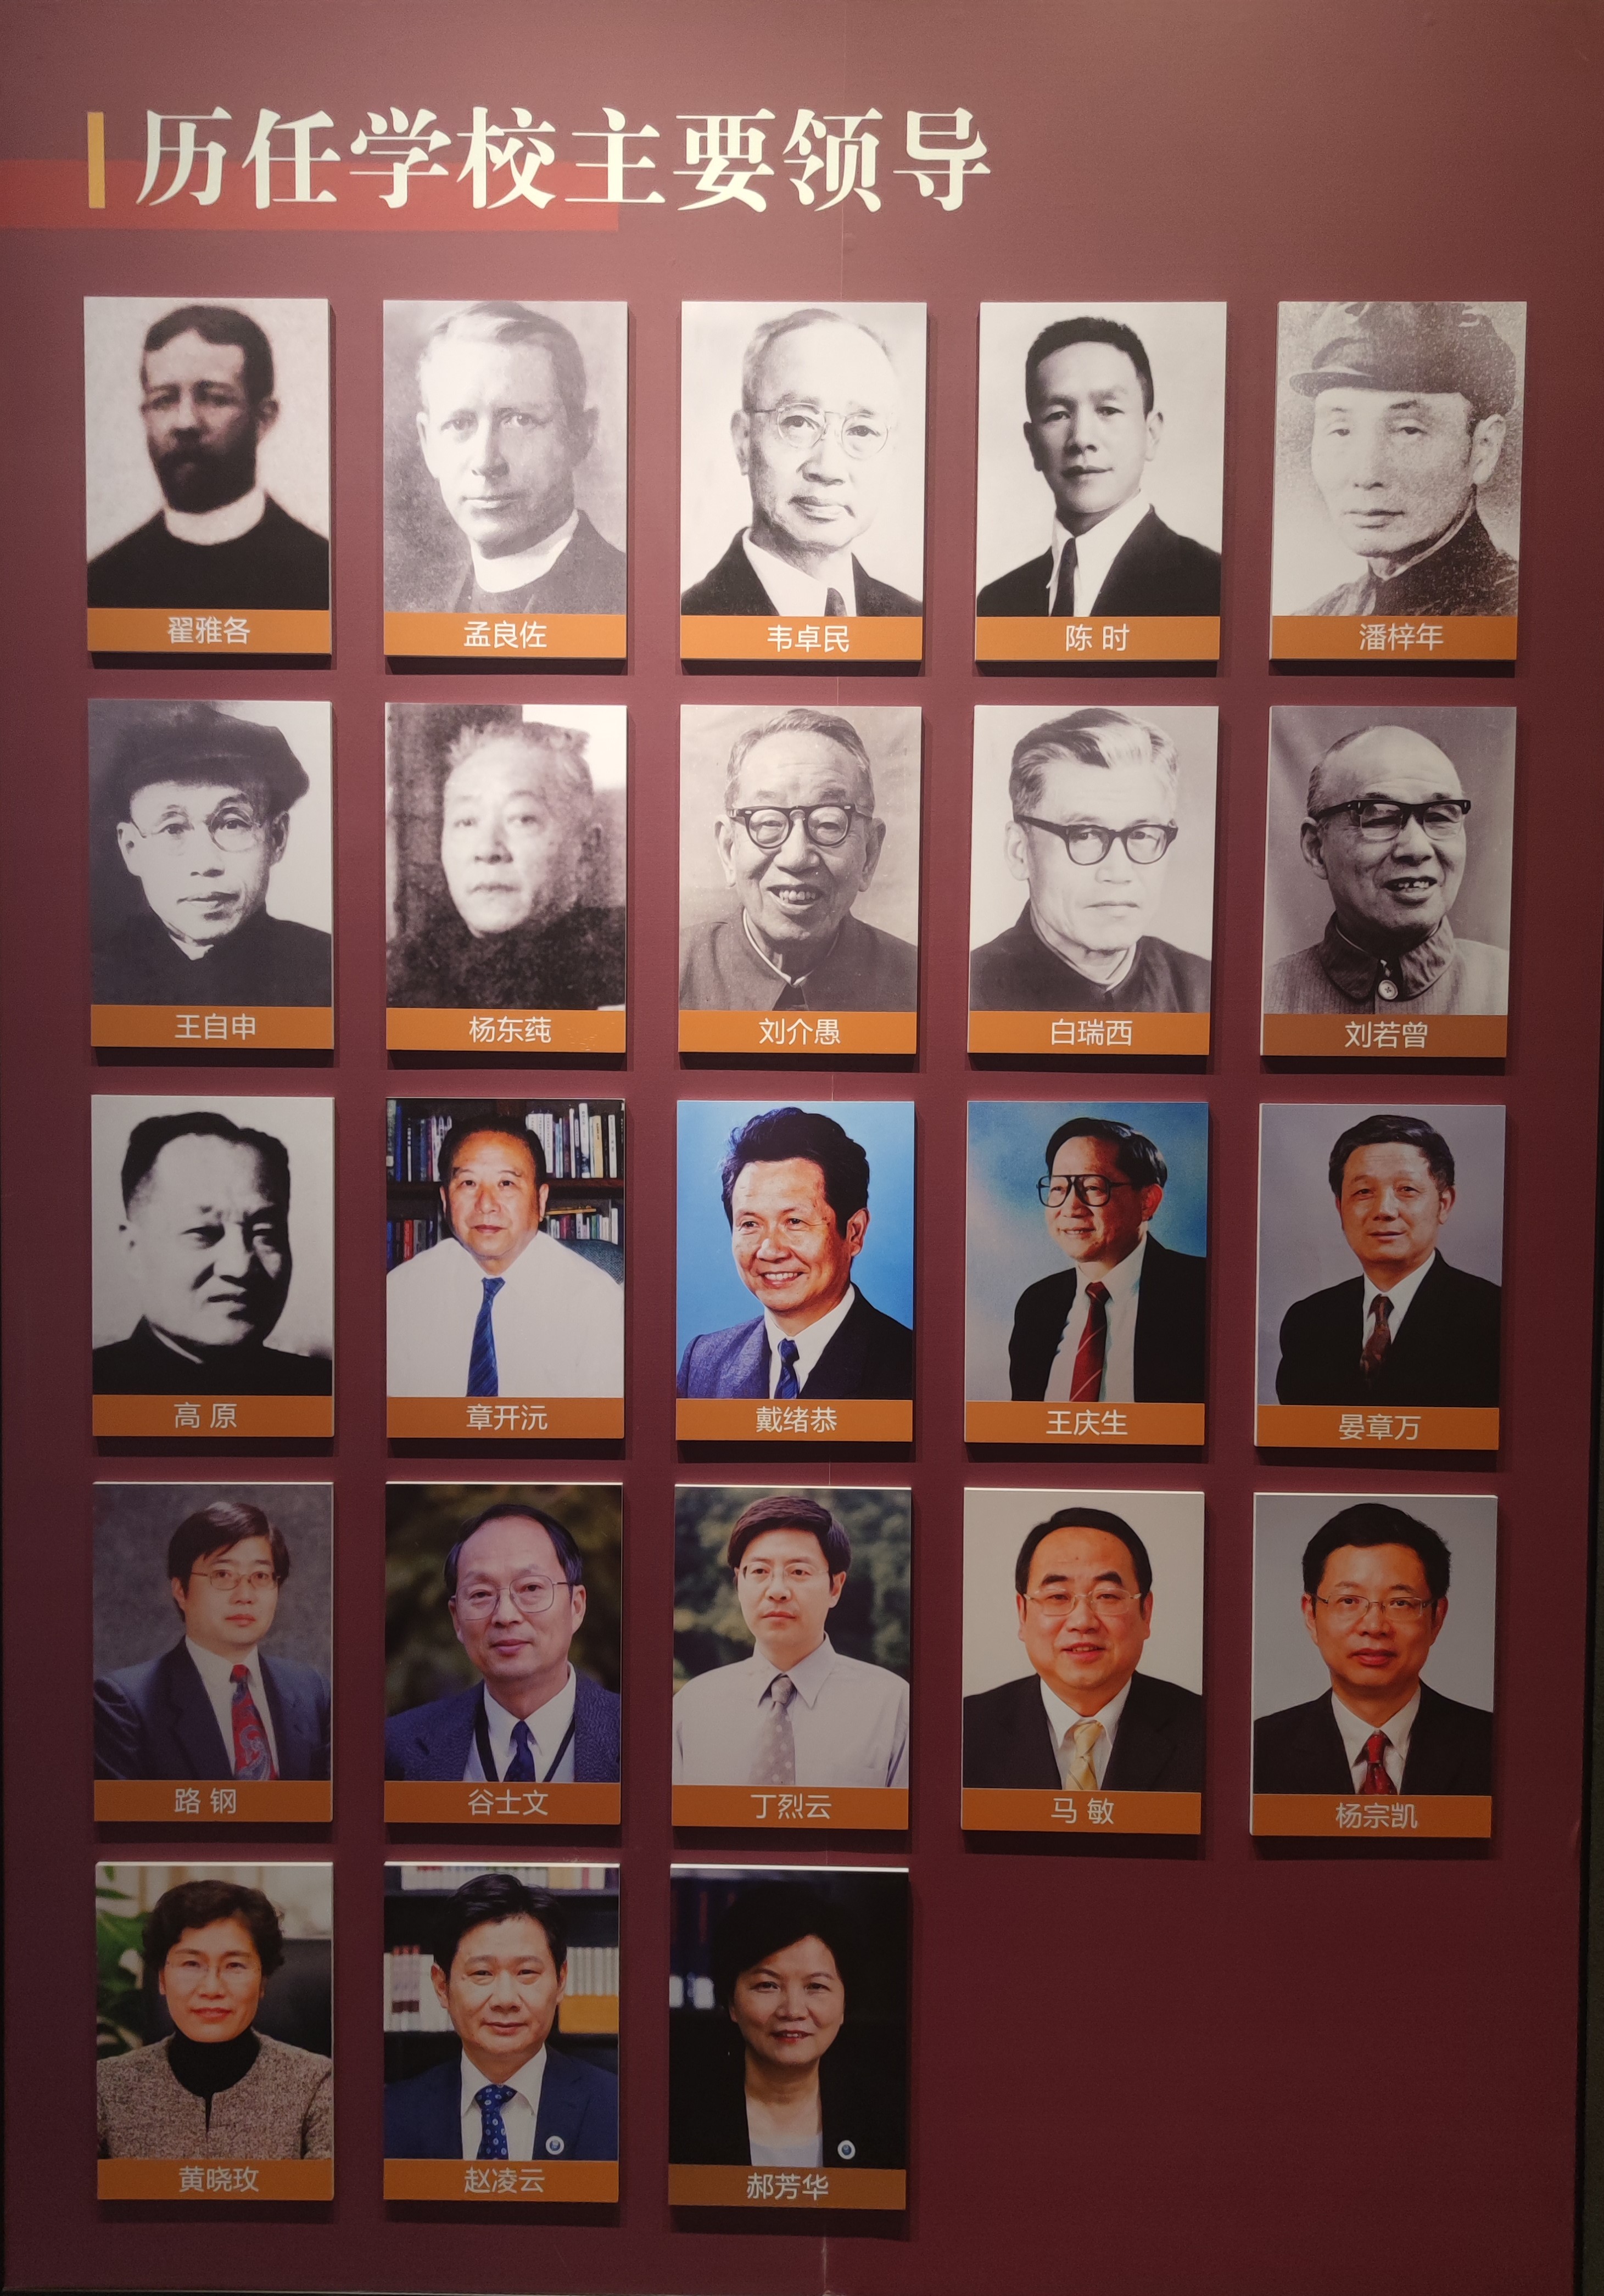 历任学校主要领导
翟雅各
孟良佐
韦卓民
陈 时
潘梓年
王自申
杨东莼
刘介愚
白瑞西
刘若曾
高 原
章开沅
戴绪恭
王庆生
晏章万
路 钢
谷士文
丁烈云
马 敏
杨宗凯
黄晓玫
赵凌云
郝芳华